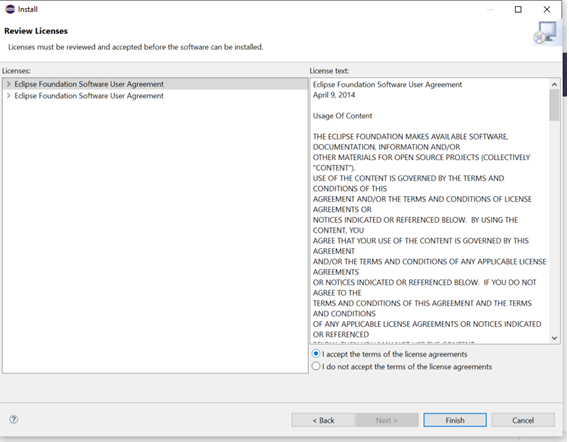 Install
Review Licenses
Licenses must be reviewed and accepted before the software can be installed.
Licenses:
Eclipse Foundation Software User Agreement
Eclipse Foundation Software User Agreement
License text:
Eclipse Foundation Software User Agreement
April 9, 2014
Usage Of Content
THE ECLIPSE FOUNDATION MAKES AVAILABLE SOFTWARE,
DOCUMENTATION, INFORMATION AND/OR
OTHER MATERIALS FOR OPEN SOURCE PROJECTS (COLLECTIVELY
"CONTENT").
USE OF THE CONTENT IS GOVERNED BY THE TERMS AND
CONDITIONS OF THIS
AGREEMENT AND/OR THE TERMS AND CONDITIONS OF LICENSE
AGREEMENTS OR
NOTICES INDICATED OR REFERENCED BELOW.  BY USING THE
CONTENT, YOU
AGREE THAT YOUR USE OF THE CONTENT IS GOVERNED BY THIS
AGREEMENT
AND/OR THE TERMS AND CONDITIONS OF ANY APPLICABLE LICENSE
AGREEMENTS
OR NOTICES INDICATED OR REFERENCED BELOW.  IF YOU DO NOT
AGREE TO THE
TERMS AND CONDITIONS OF THIS AGREEMENT AND THE TERMS
AND CONDITIONS
OF ANY APPLICABLE LICENSE AGREEMENTS OR NOTICES INDICATED
OR REFERENCED
I accept the terms of the license agreements
I do not accept the terms of the license agreements
?
< Back
Next >
Finish
Cancel